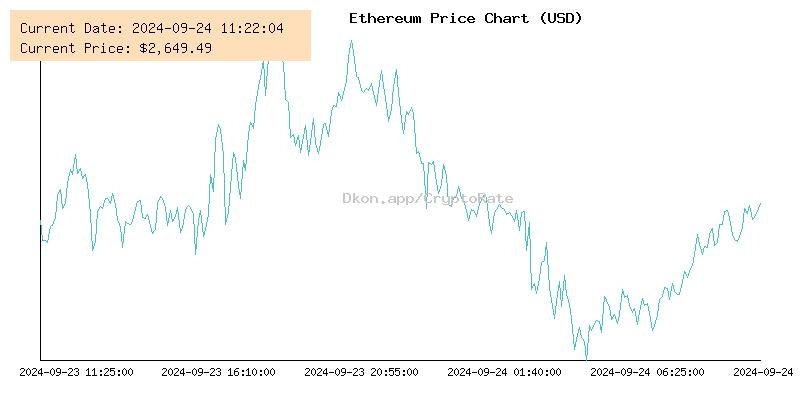 Ethereum Price Chart (USD)
Current Date: 2024-09-24 11:22:04
Current Price: $2,649.49
Dkon.app/CryptoRate
2024-09-23 11:25:00 2024-09-23 16:10:00 2024-09-23 20:55:00 2024-09-24 01:40:00 2024-09-24 06:25:00 2024-09-24